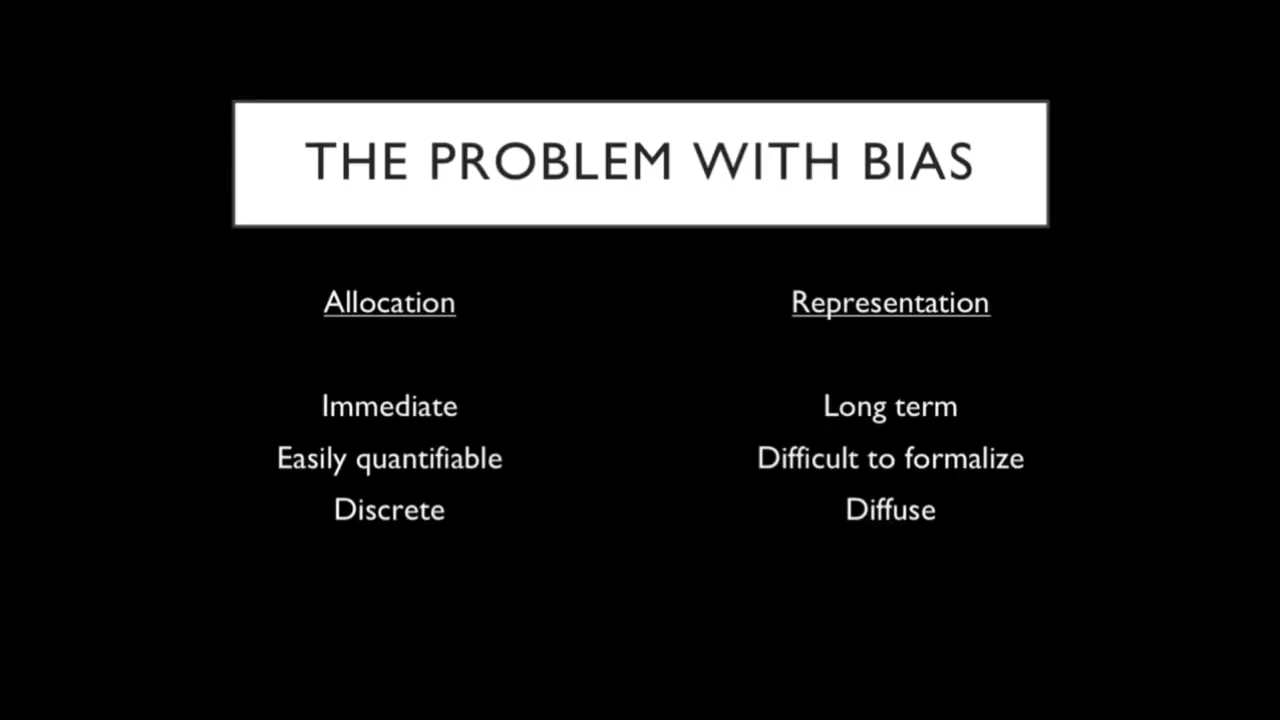 THE PROBLEM WITH BIAS
Allocation
Immediate
Easily quantifiable
Discrete
Representation
Long term
Difficult to formalize
Diffuse